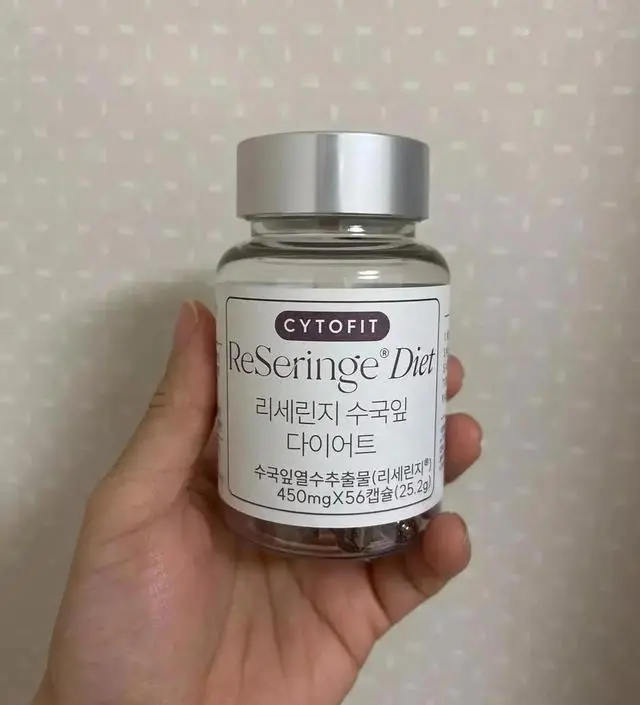 CYTOFIT
ReSeringe® Diet
리세린지 수국잎
다이어트
수국잎열수추출물(리세린지®)
450mgX56캡슐(25.2g)